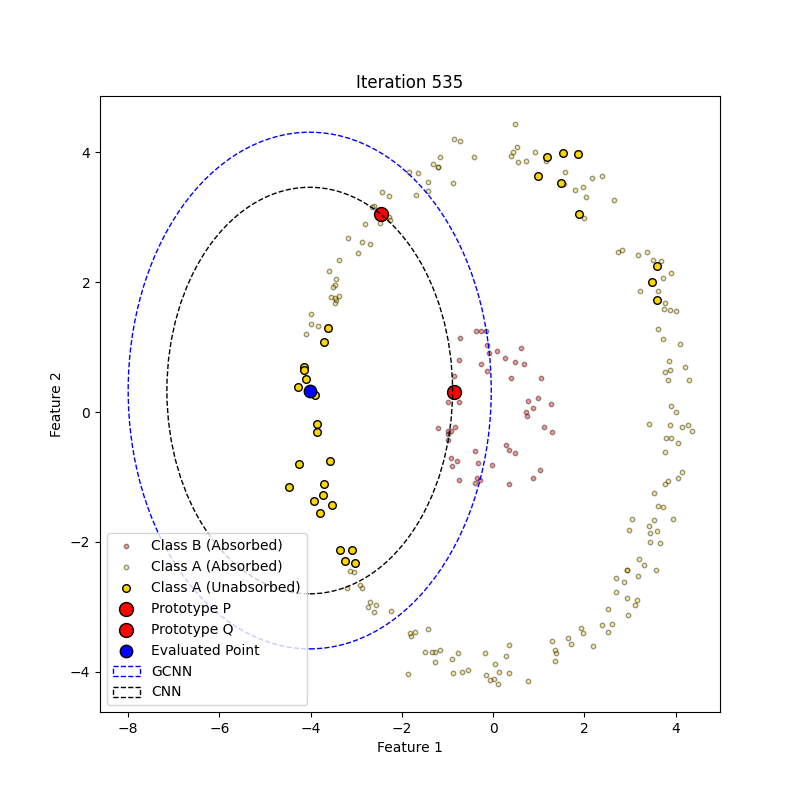 Iteration 535
Feature 2
4
2
0
−2
−4
Class B (Absorbed)
Class A (Absorbed)
Class A (Unabsorbed)
Prototype P
Prototype Q
Evaluated Point
GCNN
CNN
−8 −6 −4 −2 0 2 4
Feature 1